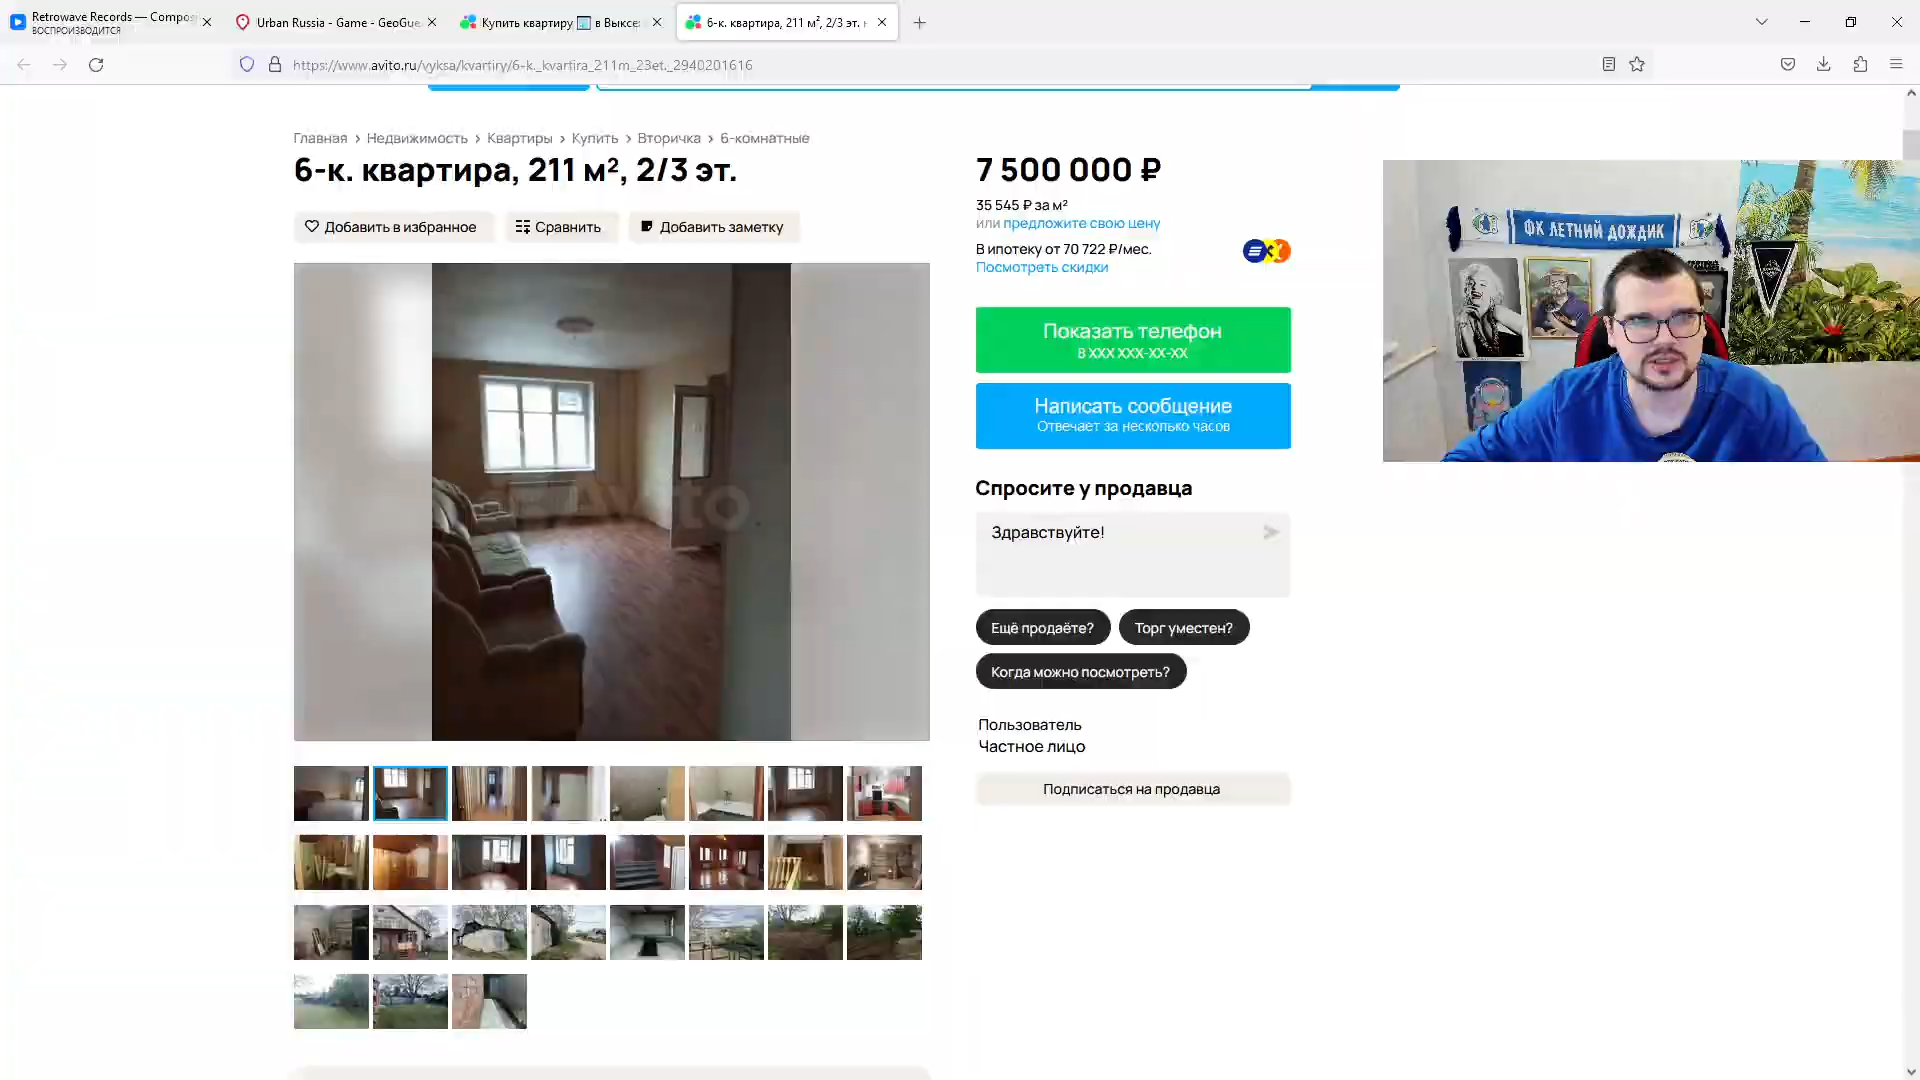 Retrowave Records — Compos
ВОСПРОИЗВОДИТСЯ
Urban Russia - Game - GeoGue
Купить квартиру в Выксе
6-к. квартира, 211 м², 2/3 эт.
https://www.avito.ru/vyksa/kvartiry/6-k._kvartira_211m_23et._2940201616
Главная › Недвижимость › Квартиры › Купить › Вторичка › 6-комнатные
6-к. квартира, 211 м², 2/3 эт.
Добавить в избранное
Сравнить
Добавить заметку
Avito
7 500 000 ₽
35 545 ₽ за м²
или предложите свою цену
В ипотеку от 70 722 ₽/мес.
Посмотреть скидки
Показать телефон
8 XXX XXX-XX-XX
Написать сообщение
Отвечает за несколько часов
Спросите у продавца
Здравствуйте!
Ещё продаёте?
Торг уместен?
Когда можно посмотреть?
Пользователь
Частное лицо
Подписаться на продавца
ФК ЛЕТНИЙ ДОЖДИК